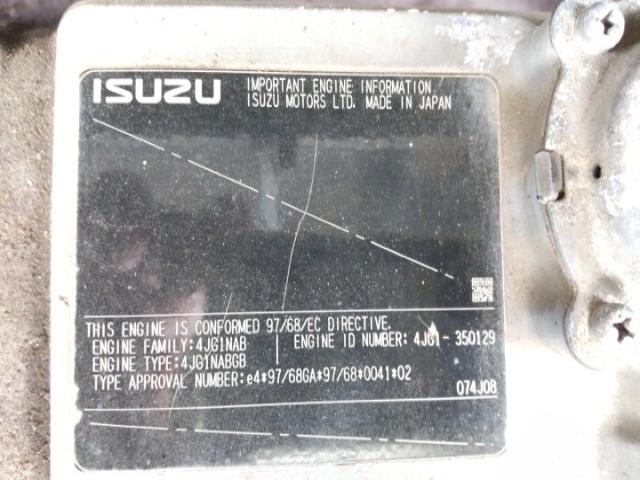 ISUZU
IMPORTANT ENGINE INFORMATION
ISUZU MOTORS LTD. MADE IN JAPAN
THIS ENGINE IS CONFORMED 97/68/EC DIRECTIVE.
ENGINE FAMILY:4JG1NAB
ENGINE ID NUMBER: 4JG1- 350129
ENGINE TYPE:4JG1NABGB
TYPE APPROVAL NUMBER:e4*97/68GA*97/68*0041*02
074J08